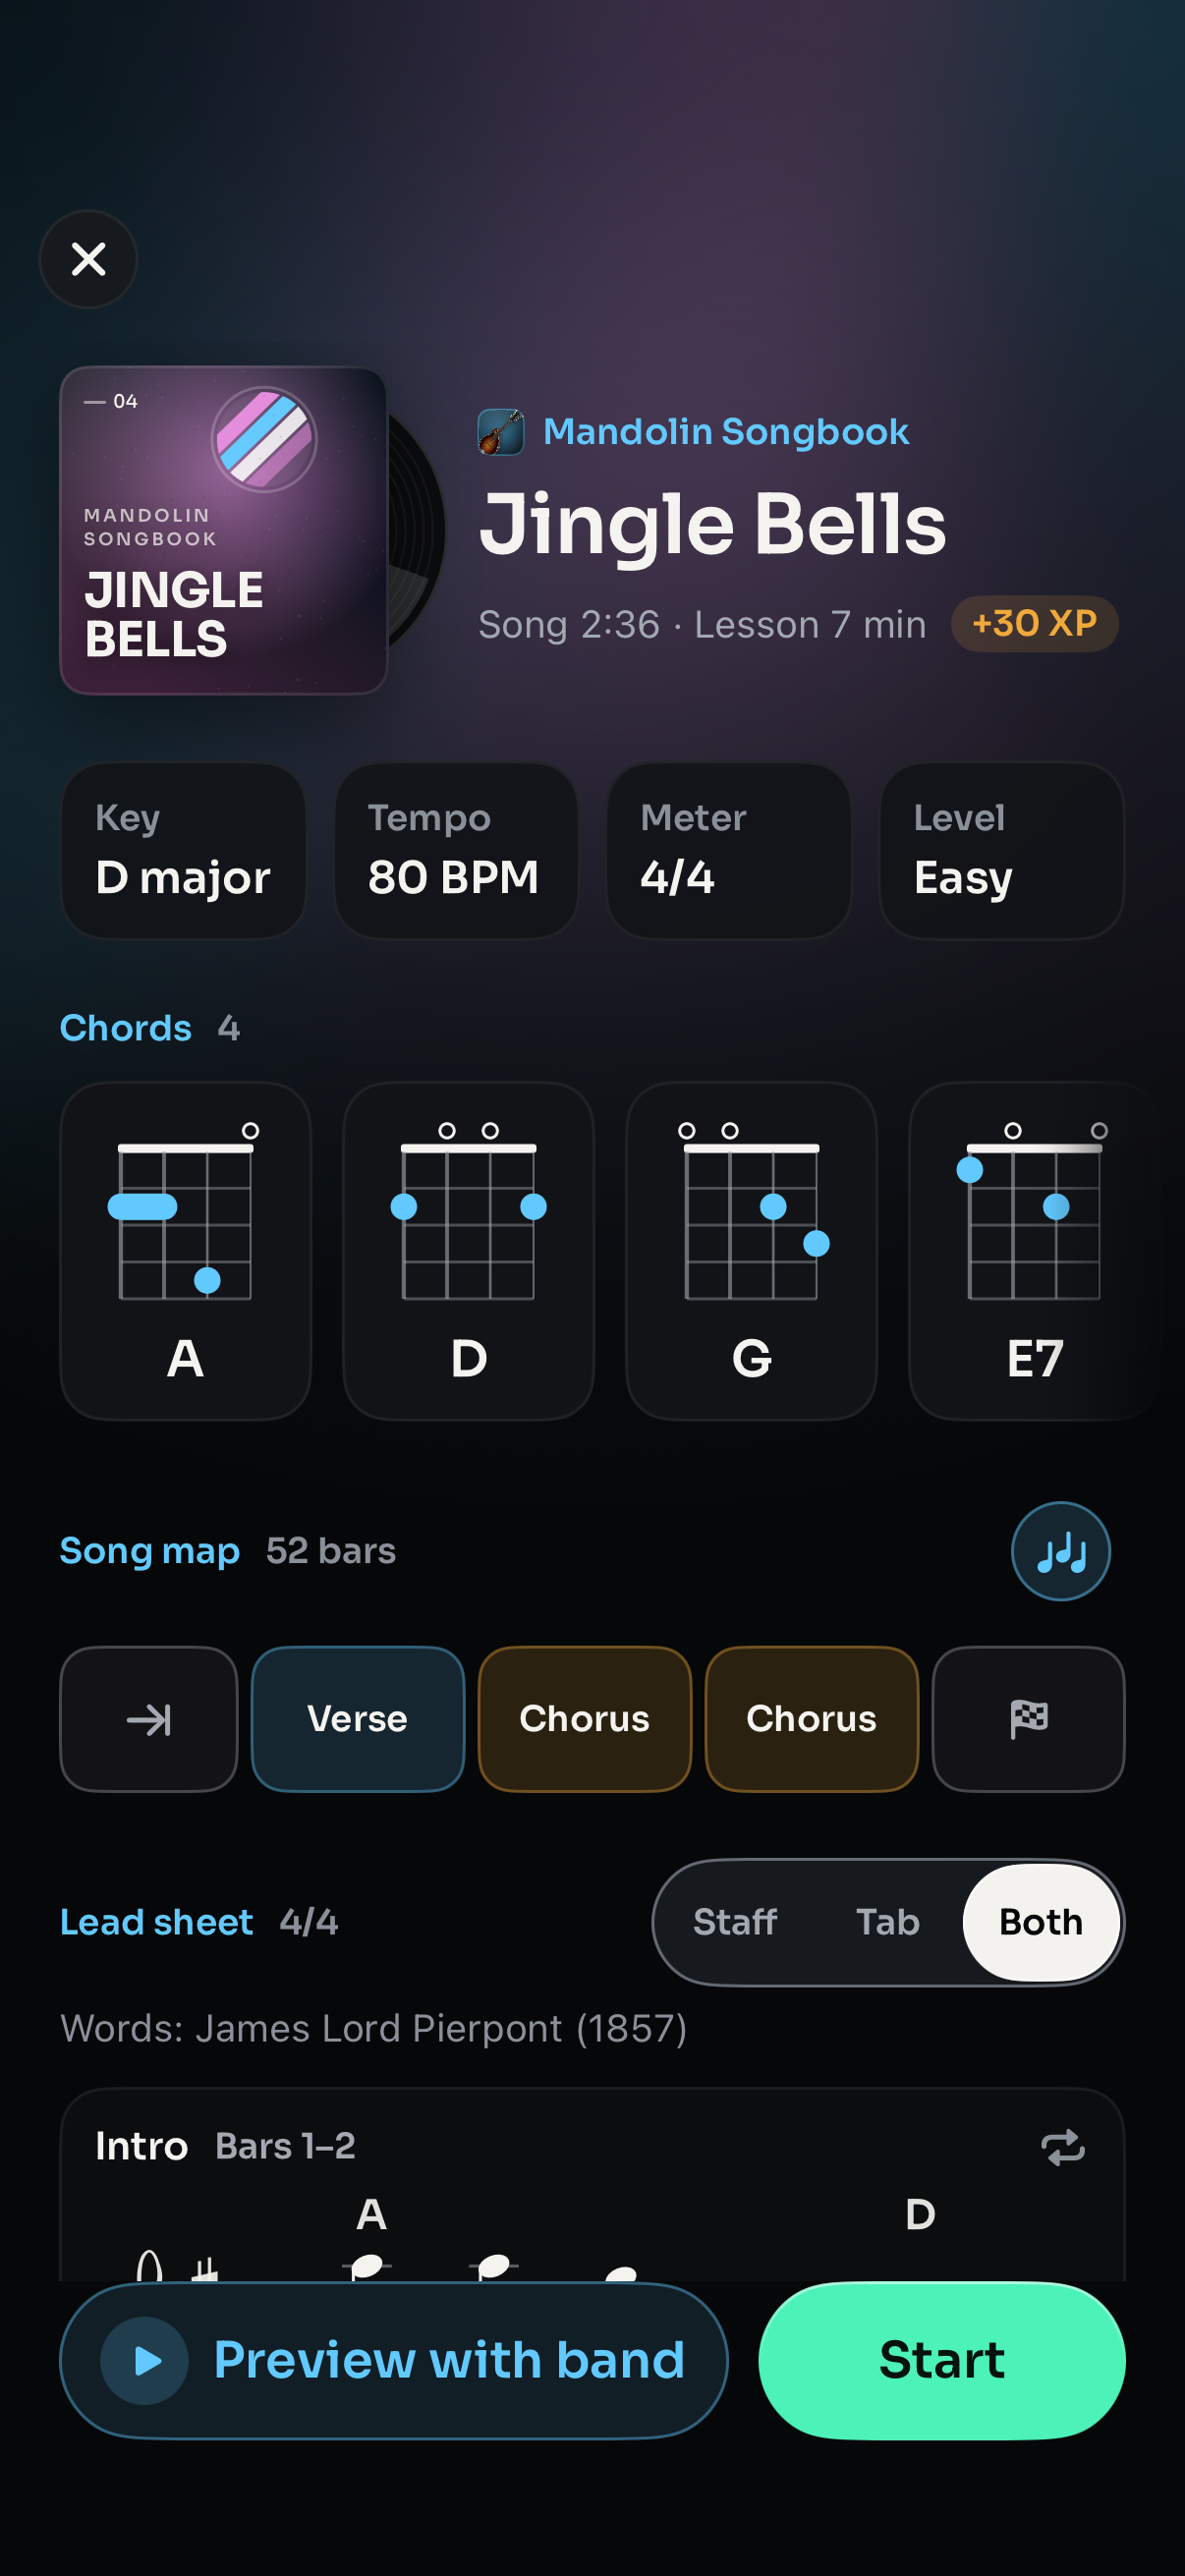 — 04
MANDOLIN
SONGBOOK
JINGLE
BELLS
Mandolin Songbook
Jingle Bells
Song 2:36 · Lesson 7 min +30 XP
Key Tempo Meter Level
D major 80 BPM 4/4 Easy
Chords 4
A D G E7
Song map 52 bars
Verse Chorus Chorus
Lead sheet 4/4 Staff Tab Both
Words: James Lord Pierpont (1857)
Intro Bars 1–2
A D
Preview with band Start